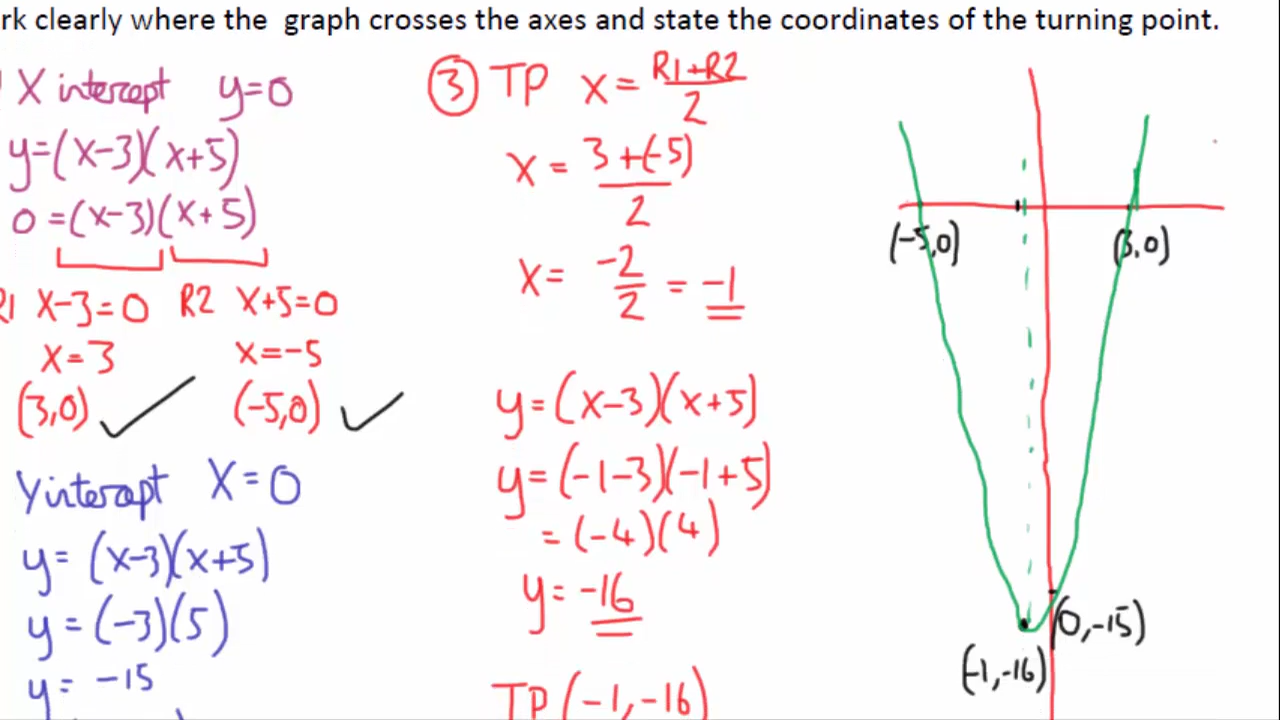 rk clearly where the graph crosses the axes and state the coordinates of the turning point.
X intercept y=0
y=(x-3)(x+5)
0=(x-3)(x+5)
R1 x-3=0 R2 x+5=0
x=3 x=-5
(3,0) (-5,0)
Y intercept X=0
y=(x-3)(x+5)
y=(-3)(5)
y=-15
3 TP x=R1+R2/2
x=3+(-5)/2
x=-2/2=-1
y=(x-3)(x+5)
y=(-1-3)(-1+5)
=(-4)(4)
y=-16
TP (-1,-16)
(-5,0) (3,0)
(0,-15)
(-1,-16)